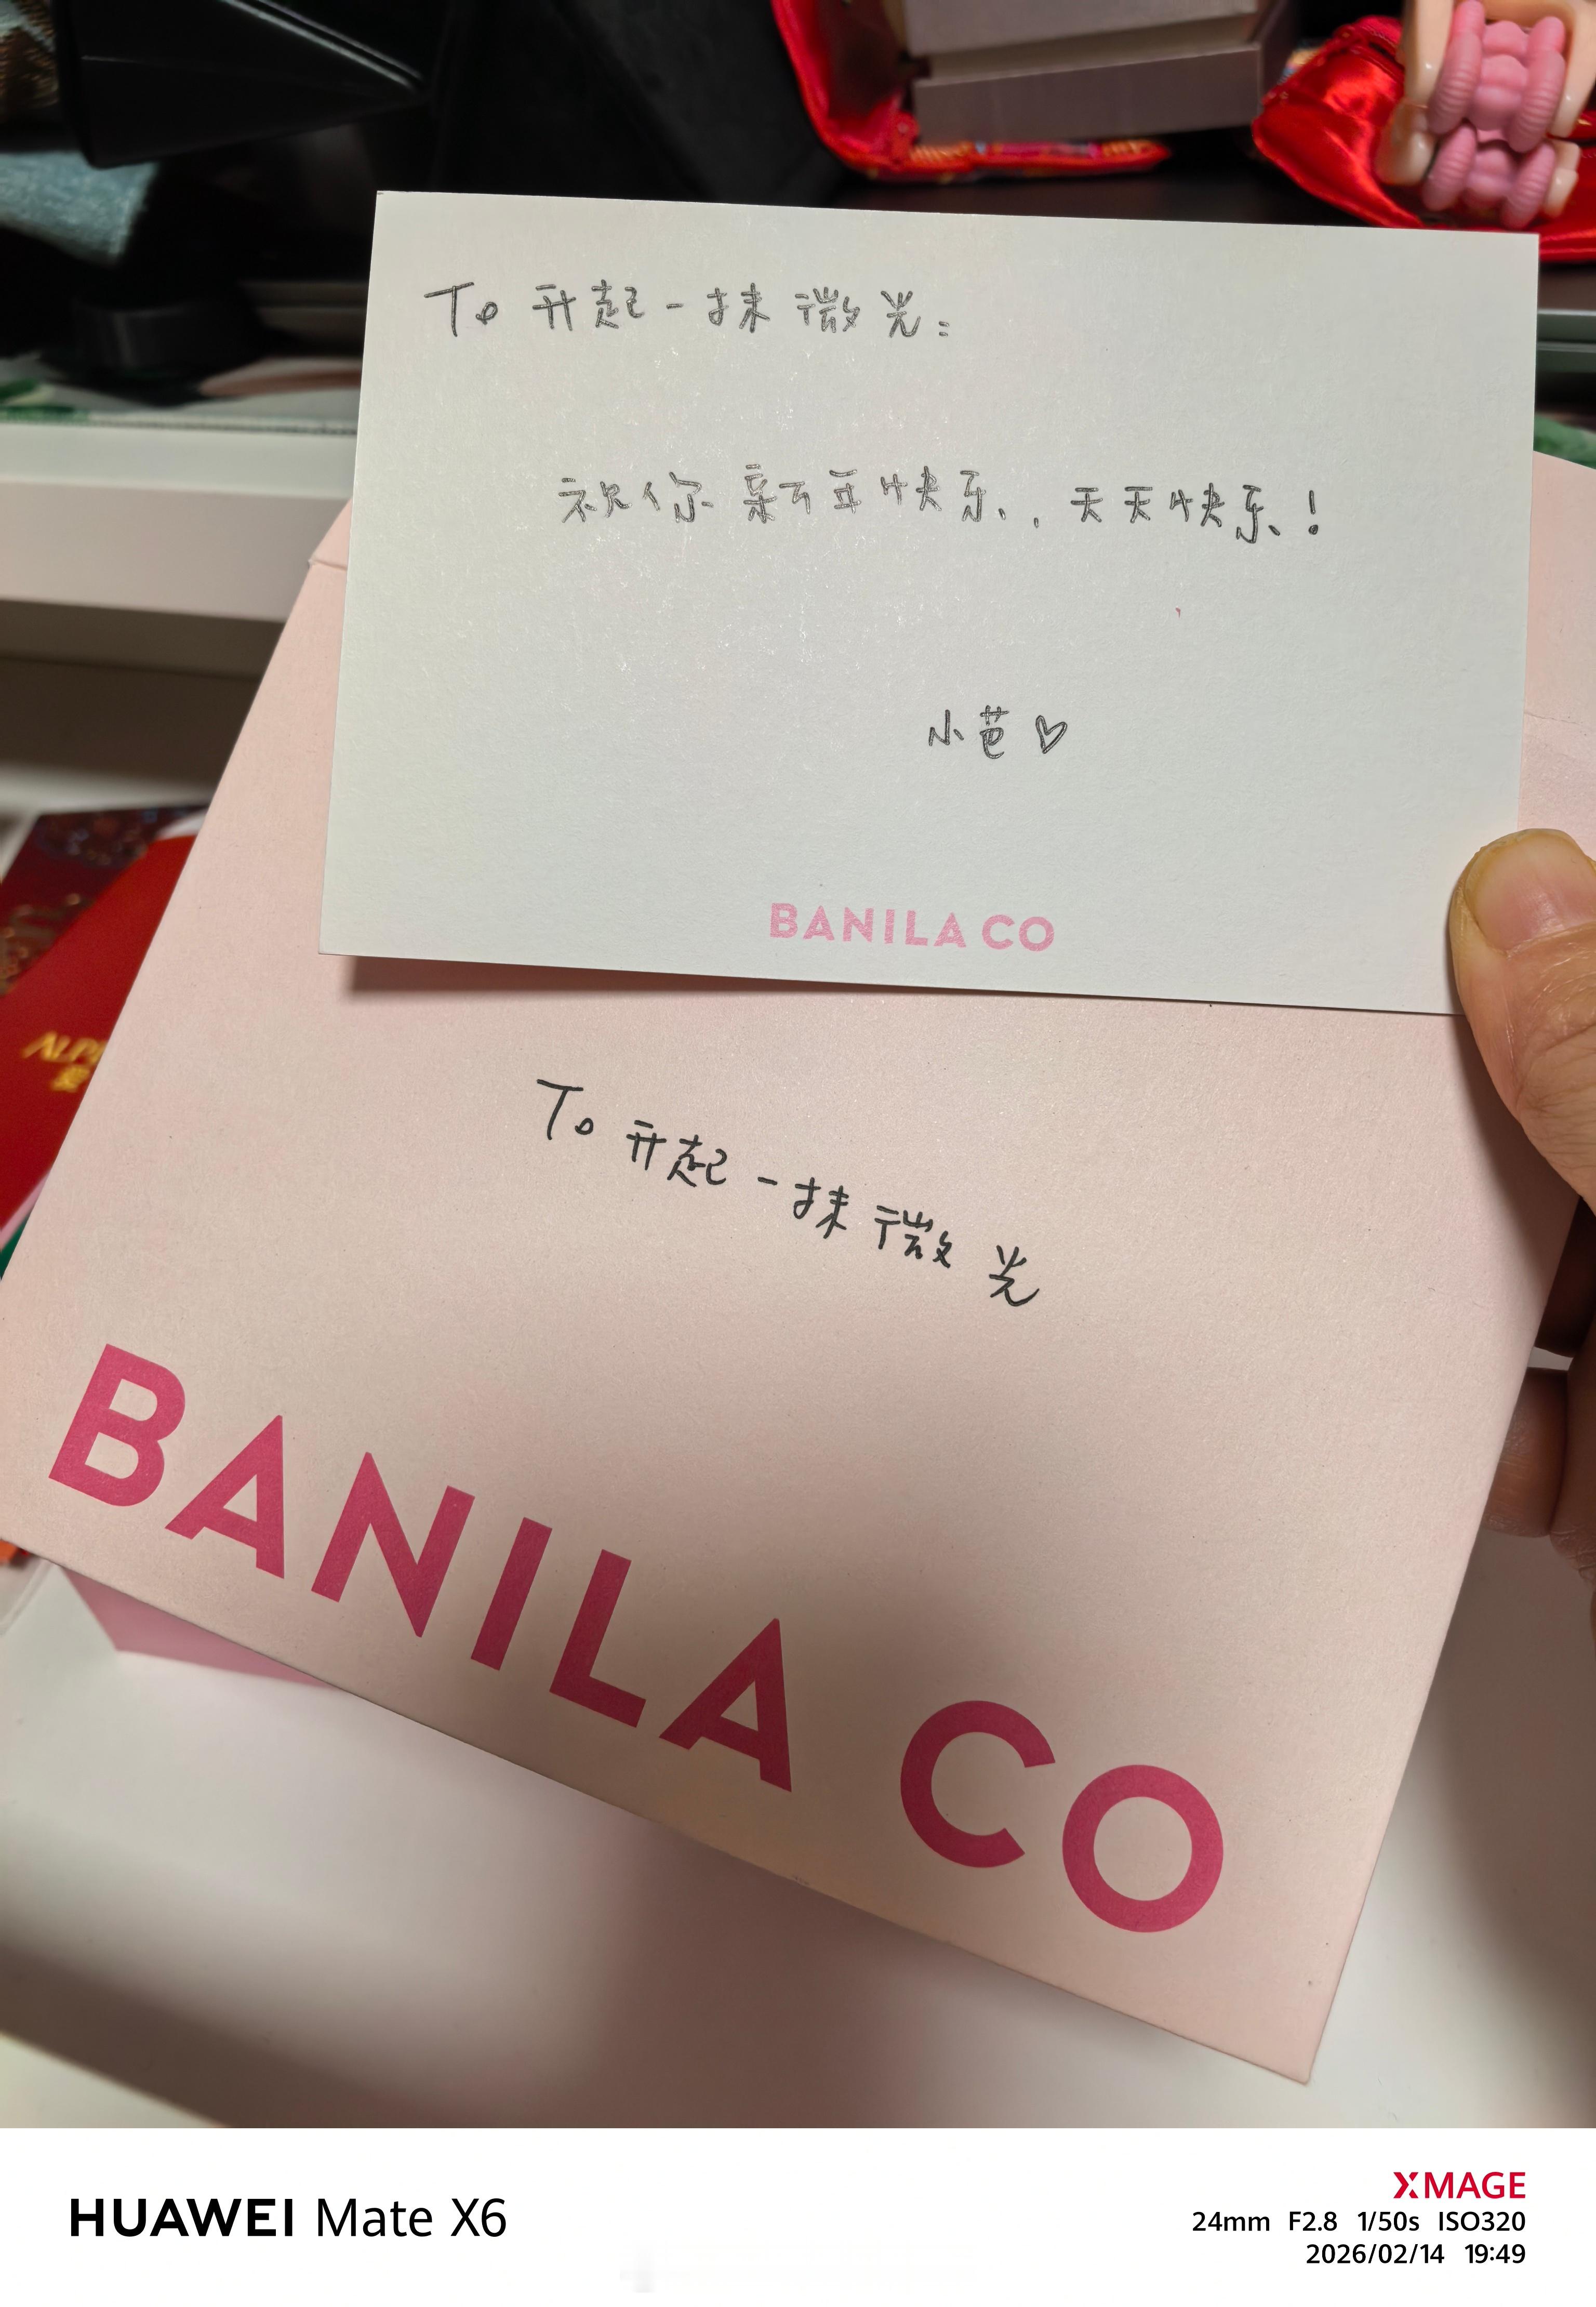 To 开起一抹微光:
祝你新年快乐，天天快乐!
小芭♡
BANILA CO
To 开起一抹微光
BANILA CO
HUAWEI Mate X6
XMAGE
24mm F2.8 1/50s ISO320
2026/02/14 19:49